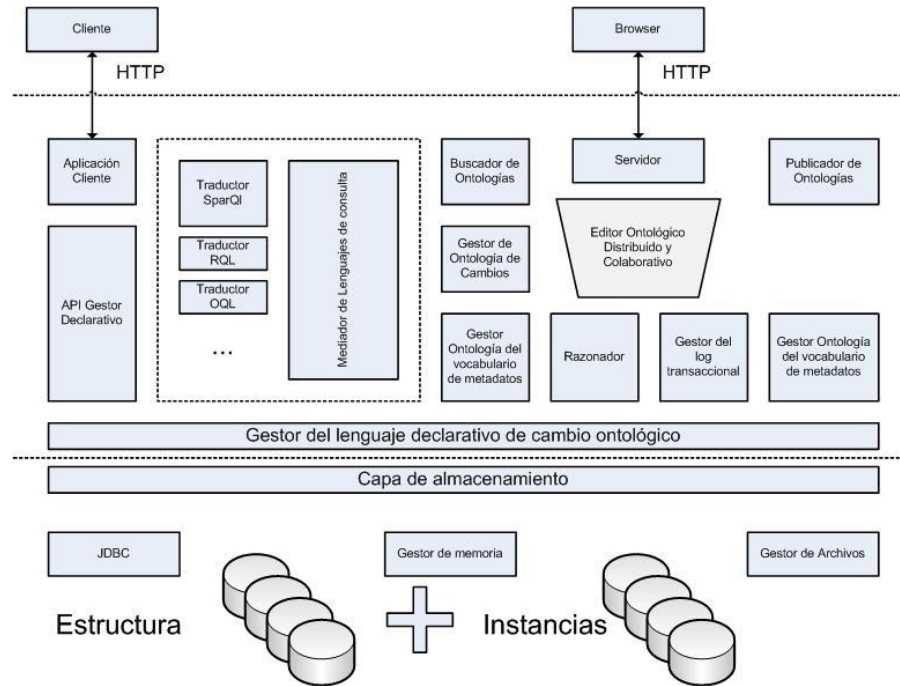 Cliente
Browser
HTTP
HTTP
Aplicación
Cliente
Traductor
SparQl
Traductor
RQL
Traductor
OQL
...
Mediador de Lenguajes de consulta
Buscador de
Ontologías
Servidor
Publicador de
Ontologías
API Gestor
Declarativo
Gestor de
Ontología de
Cambios
Editor Ontológico
Distribuido y
Colaborativo
Gestor
Ontología del
vocabulario
de metadatos
Razonador
Gestor del
log
transaccional
Gestor Ontología
del vocabulario
de metadatos
Gestor del lenguaje declarativo de cambio ontológico
Capa de almacenamiento
JDBC
Gestor de memoria
Gestor de Archivos
Estructura
Instancias